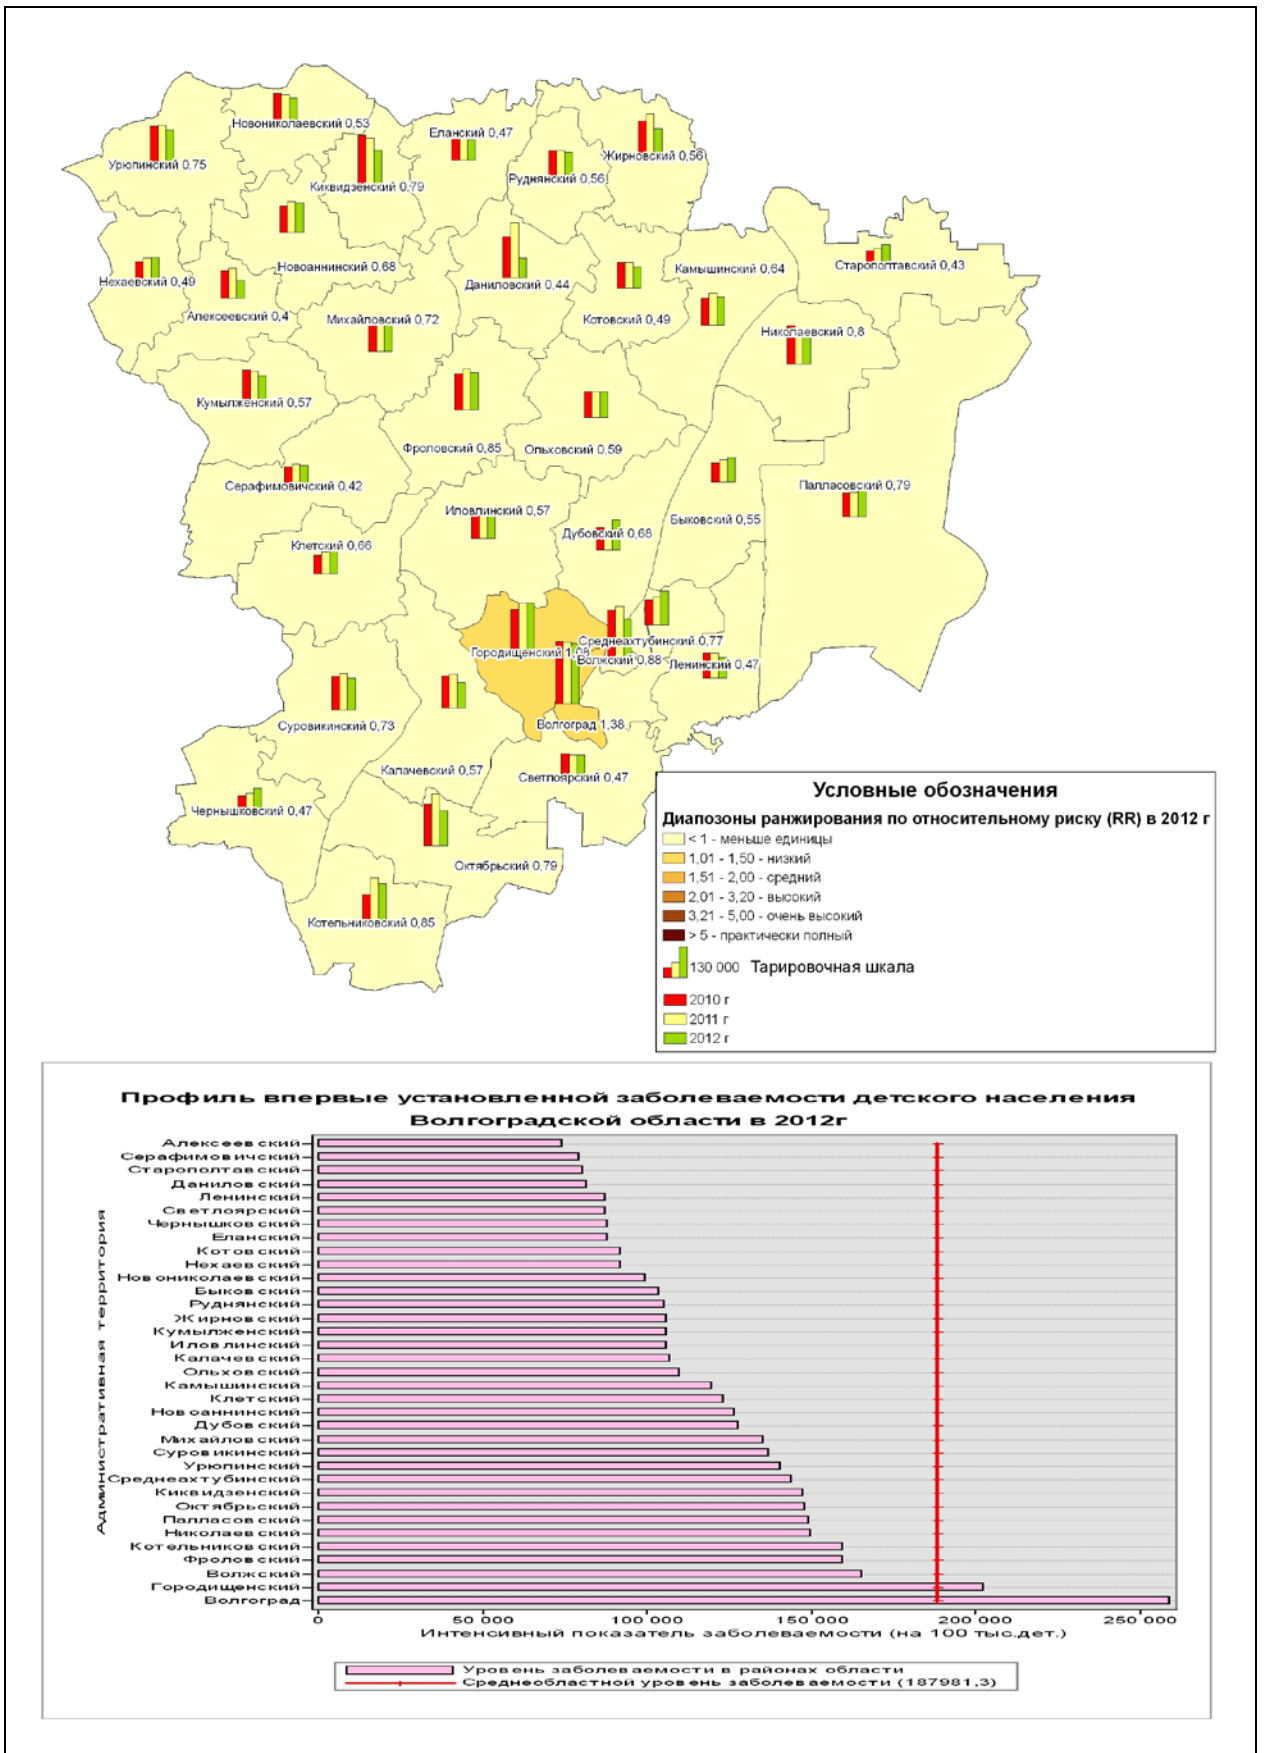 Новониколаевский 0,53
Еланский 0,47
Жирновский 0,56
Урюпинский 0,75
Руднянский 0,56
Киквидзенский 0,79
Новоаннинский 0,68
Камышинский 0,64
Старополтавский 0,43
Нехаевский 0,49
Даниловский 0,44
Алексеевский 0,4
Михайловский 0,72
Котовский 0,49
Николаевский 0,8
Кумылженский 0,57
Фроловский 0,85
Ольховский 0,59
Серафимовичский 0,42
Палласовский 0,79
Иловлинский 0,57
Быковский 0,55
Дубовский 0,68
Клетский 0,66
Среднеахтубинский 0,77
Городищенский 1,08
Волжский 0,88
Ленинский 0,47
Суровикинский 0,73
Волгоград 1,38
Калачевский 0,57
Светлоярский 0,47
Чернышковский 0,47
Октябрьский 0,79
Котельниковский 0,85
Условные обозначения
Диапозоны ранжирования по относительному риску (RR) в 2012 г
< 1 - меньше единицы
1,01 - 1,50 - низкий
1,51 - 2,00 - средний
2,01 - 3,20 - высокий
3,21 - 5,00 - очень высокий
> 5 - практически полный
130 000 Тарировочная шкала
2010 г
2011 г
2012 г
Профиль впервые установленной заболеваемости детского населения
Волгоградской области в 2012г
Административная территория
Алексеевский
Серафимовичский
Старополтавский
Даниловский
Ленинский
Светлоярский
Чернышковский
Еланский
Котовский
Нехаевский
Новониколаевский
Быковский
Руднянский
Жирновский
Кумылженский
Иловлинский
Калачевский
Ольховский
Камышинский
Клетский
Новоаннинский
Дубовский
Михайловский
Суровикинский
Урюпинский
Среднеахтубинский
Киквидзенский
Октябрьский
Палласовский
Николаевский
Котельниковский
Фроловский
Волжский
Городищенский
Волгоград
0 50 000 100 000 150 000 200 000 250 000
Интенсивный показатель заболеваемости (на 100 тыс.дет.)
Уровень заболеваемости в районах области
Среднеобластной уровень заболеваемости (187981,3)